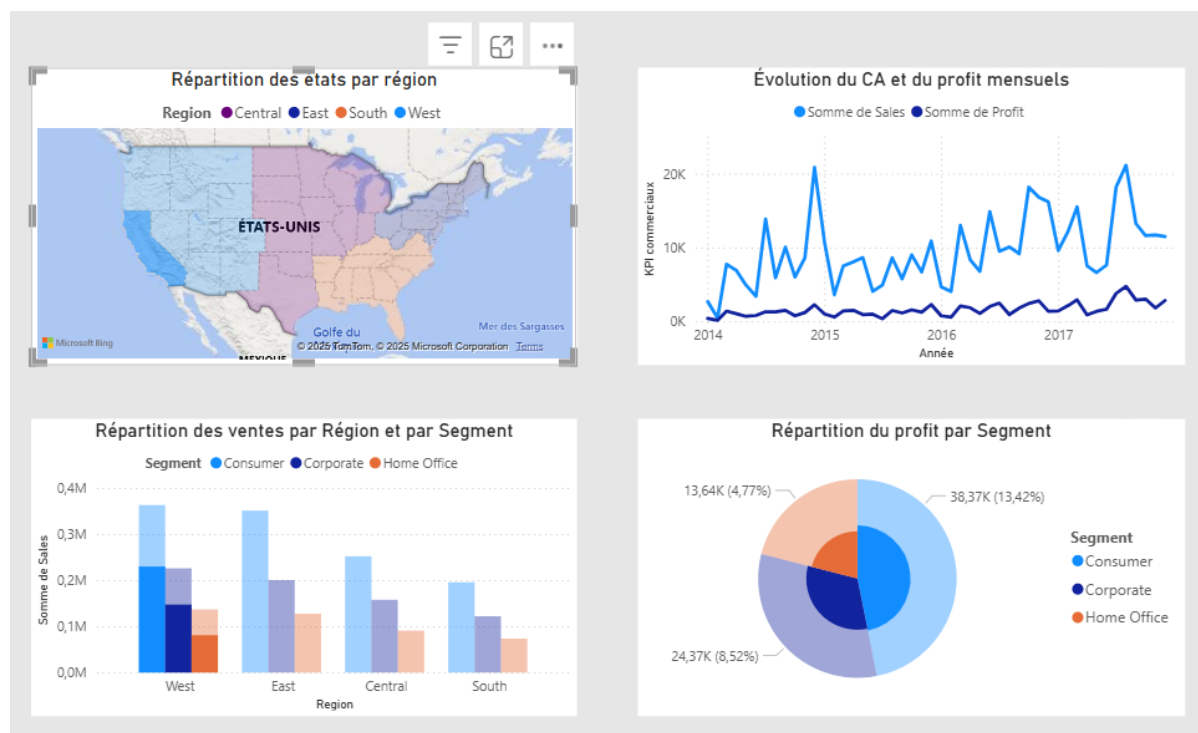 Répartition des états par région
Region Central East South West
ÉTATS-UNIS
Golfe du
Mer des Sargasses
Microsoft Bing
© 2025 TomTom, © 2025 Microsoft Corporation Terms
MEXIQUE
Évolution du CA et du profit mensuels
Somme de Sales Somme de Profit
KPI commerciaux
20K
10K
0K
2014 2015 2016 2017
Année
Répartition des ventes par Région et par Segment
Segment Consumer Corporate Home Office
Somme de Sales
0,4M
0,3M
0,2M
0,1M
0,0M
West East Central South
Region
Répartition du profit par Segment
13,64K (4,77%)
38,37K (13,42%)
24,37K (8,52%)
Segment
Consumer
Corporate
Home Office